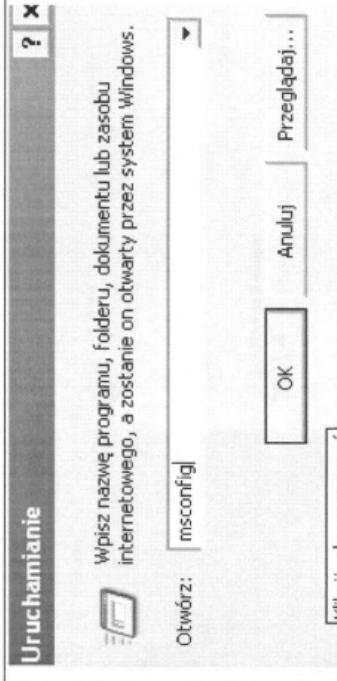 Uruchamianie
Wpisz nazwę programu, folderu, dokumentu lub zasobu
internetowego, a zostanie on otwarty przez system Windows.
Otwórz:
msconfig
OK
Anuluj
Przeglądaj...